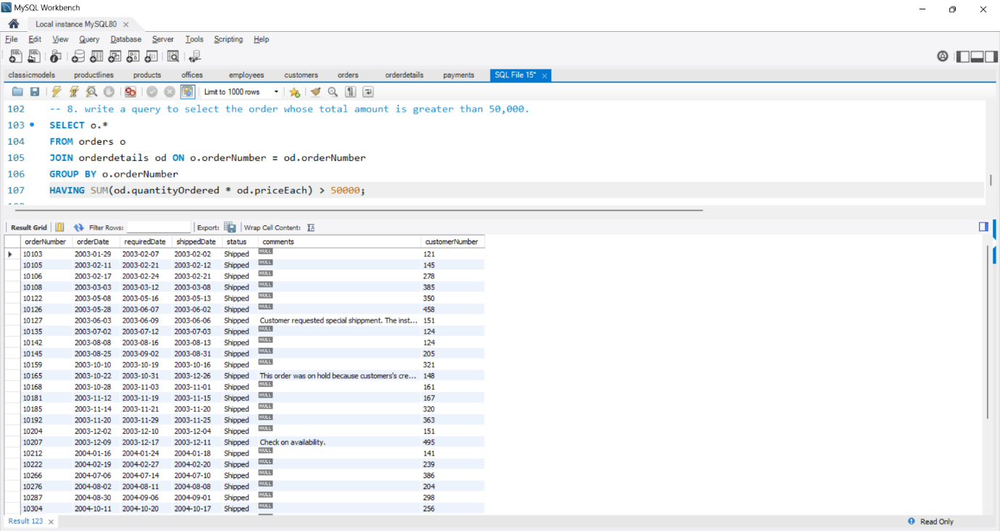 MySQL Workbench
Local instance MySQL80
File Edit View Query Database Server Tools Scripting Help
classicmodels productlines products offices employees customers orders orderdetails payments SQL File 15*
Limit to 1000 rows
102 -- 8. write a query to select the order whose total amount is greater than 50,000.
103 SELECT o.*
104 FROM orders o
105 JOIN orderdetails od ON o.orderNumber = od.orderNumber
106 GROUP BY o.orderNumber
107 HAVING SUM(od.quantityOrdered * od.priceEach) > 50000;
Result Grid Filter Rows: Export: Wrap Cell Content:
orderNumber orderDate requiredDate shippedDate status comments customerNumber
10103 2003-01-29 2003-02-07 2003-02-02 Shipped NULL 121
10105 2003-02-11 2003-02-21 2003-02-12 Shipped NULL 145
10106 2003-02-17 2003-02-24 2003-02-21 Shipped NULL 278
10108 2003-03-03 2003-03-12 2003-03-08 Shipped NULL 385
10122 2003-05-08 2003-05-16 2003-05-13 Shipped NULL 350
10126 2003-05-28 2003-06-07 2003-06-02 Shipped NULL 458
10127 2003-06-03 2003-06-09 2003-06-06 Shipped Customer requested special shippment. The inst... 151
10135 2003-07-02 2003-07-12 2003-07-03 Shipped NULL 124
10142 2003-08-08 2003-08-16 2003-08-13 Shipped NULL 124
10145 2003-08-25 2003-09-02 2003-08-31 Shipped NULL 205
10159 2003-10-10 2003-10-19 2003-10-16 Shipped NULL 321
10165 2003-10-22 2003-10-31 2003-12-26 Shipped This order was on hold because customers's cre... 148
10168 2003-10-28 2003-11-03 2003-11-01 Shipped NULL 161
10181 2003-11-12 2003-11-19 2003-11-15 Shipped NULL 167
10185 2003-11-14 2003-11-21 2003-11-20 Shipped NULL 320
10192 2003-11-20 2003-11-29 2003-11-25 Shipped NULL 363
10204 2003-12-02 2003-12-10 2003-12-04 Shipped NULL 151
10207 2003-12-09 2003-12-17 2003-12-11 Shipped Check on availability. 495
10212 2004-01-16 2004-01-24 2004-01-18 Shipped NULL 141
10222 2004-02-19 2004-02-27 2004-02-20 Shipped NULL 239
10266 2004-07-06 2004-07-14 2004-07-10 Shipped NULL 386
10276 2004-08-02 2004-08-11 2004-08-08 Shipped NULL 204
10287 2004-08-30 2004-09-06 2004-09-01 Shipped NULL 298
10304 2004-10-11 2004-10-20 2004-10-17 Shipped NULL 256
Result 123 Read Only